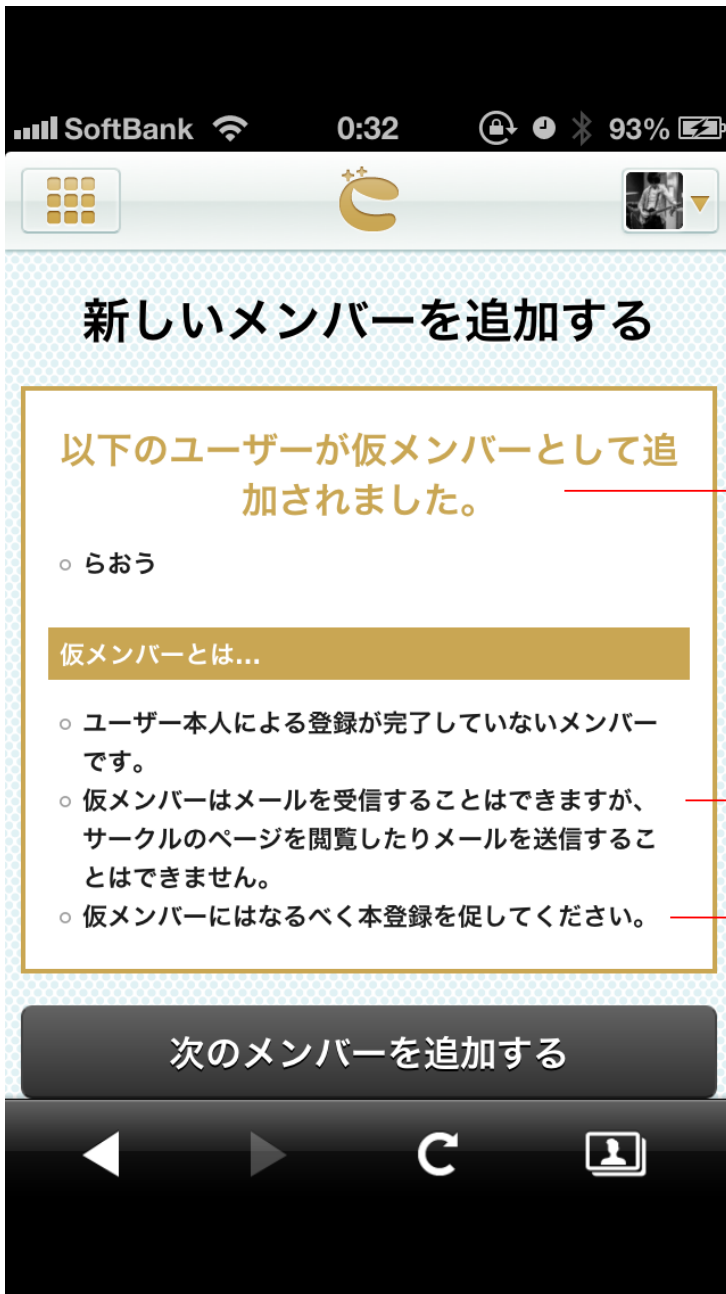 SoftBank 0:32 93%
新しいメンバーを追加する
以下のユーザーが仮メンバーとして追
加されました。
らおう
仮メンバーとは...
ユーザー本人による登録が完了していないメンバー
です。
仮メンバーはメールを受信することはできますが、
サークルのページを閲覧したりメールを送信するこ
とはできません。
仮メンバーにはなるべく本登録を促してください。
次のメンバーを追加する